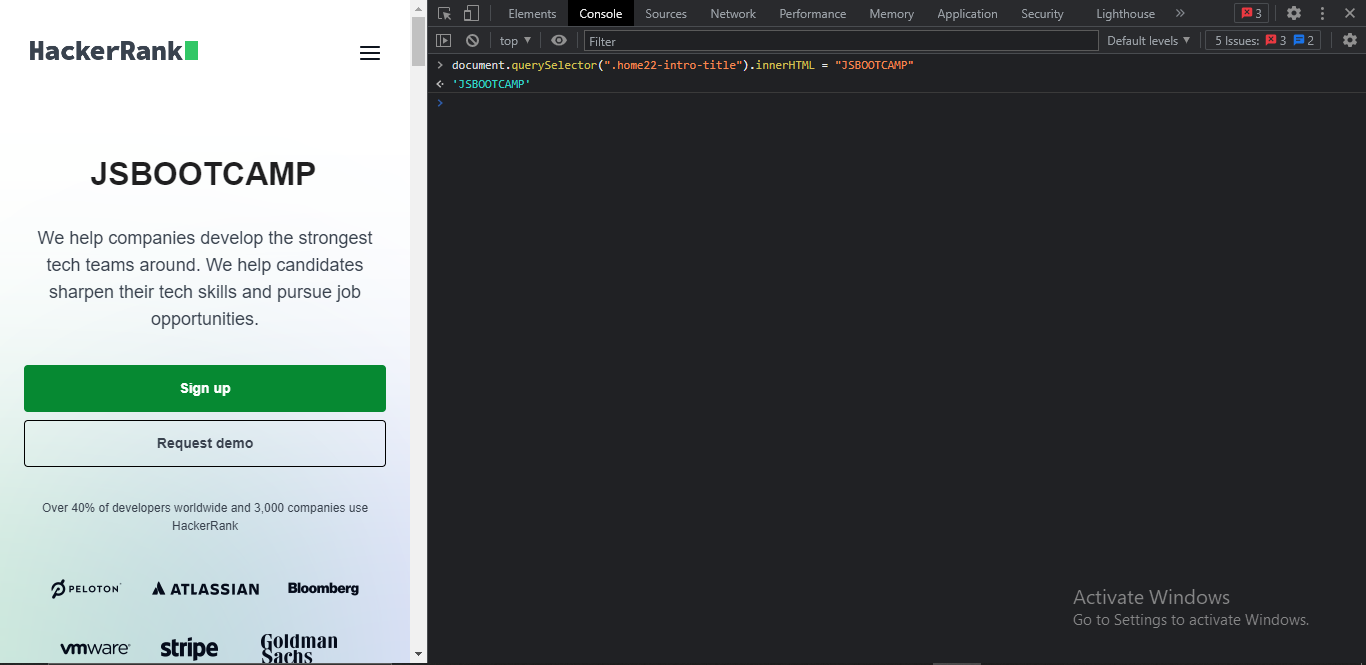 HackerRank
JSBOOTCAMP
We help companies develop the strongest
tech teams around. We help candidates
sharpen their tech skills and pursue job
opportunities.
Sign up
Request demo
Over 40% of developers worldwide and 3,000 companies use
HackerRank
PELOTON ATLASSIAN Bloomberg
vmware stripe Goldman
Sachs
Elements Console Sources Network Performance Memory Application Security Lighthouse » 3
top ▼ Filter Default levels ▼ 5 Issues: 3 2
> document.querySelector(".home22-intro-title").innerHTML = "JSBOOTCAMP"
'JSBOOTCAMP'
>
Activate Windows
Go to Settings to activate Windows.